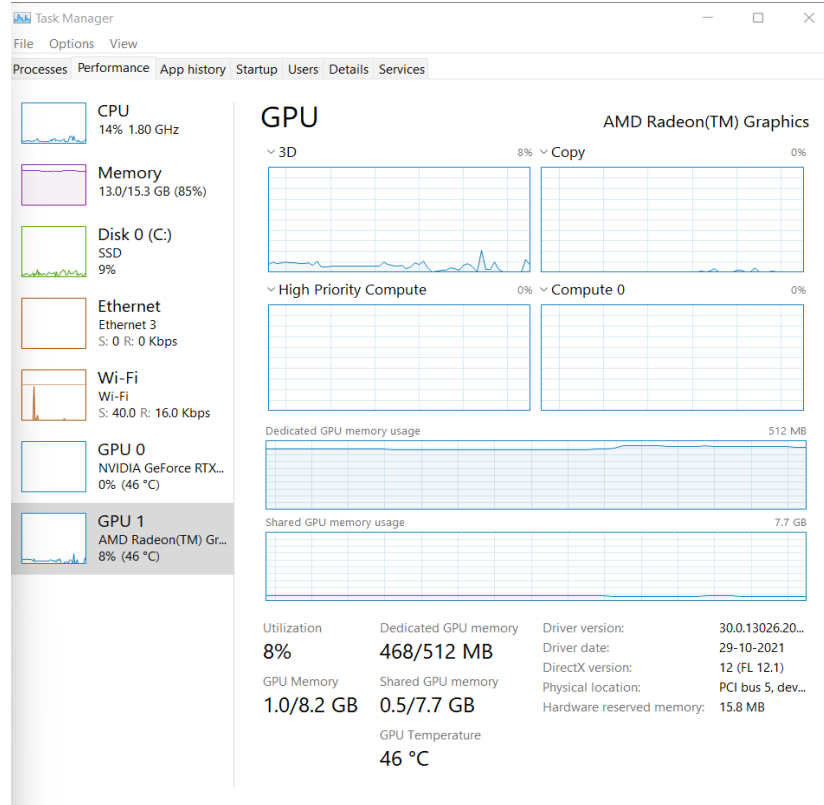 Task Manager
File Options View
Processes Performance App history Startup Users Details Services
CPU
14% 1.80 GHz
Memory
13.0/15.3 GB (85%)
Disk 0 (C:)
SSD
9%
Ethernet
Ethernet 3
S: 0 R: 0 Kbps
Wi-Fi
Wi-Fi
S: 40.0 R: 16.0 Kbps
GPU 0
NVIDIA GeForce RTX...
0% (46 °C)
GPU 1
AMD Radeon(TM) Gr...
8% (46 °C)
GPU AMD Radeon(TM) Graphics
3D 8% Copy 0%
High Priority Compute 0% Compute 0 0%
Dedicated GPU memory usage 512 MB
Shared GPU memory usage 7.7 GB
Utilization
8%
Dedicated GPU memory
468/512 MB
GPU Memory
1.0/8.2 GB
Shared GPU memory
0.5/7.7 GB
GPU Temperature
46 °C
Driver version: 30.0.13026.20...
Driver date: 29-10-2021
DirectX version: 12 (FL 12.1)
Physical location: PCI bus 5, dev...
Hardware reserved memory: 15.8 MB